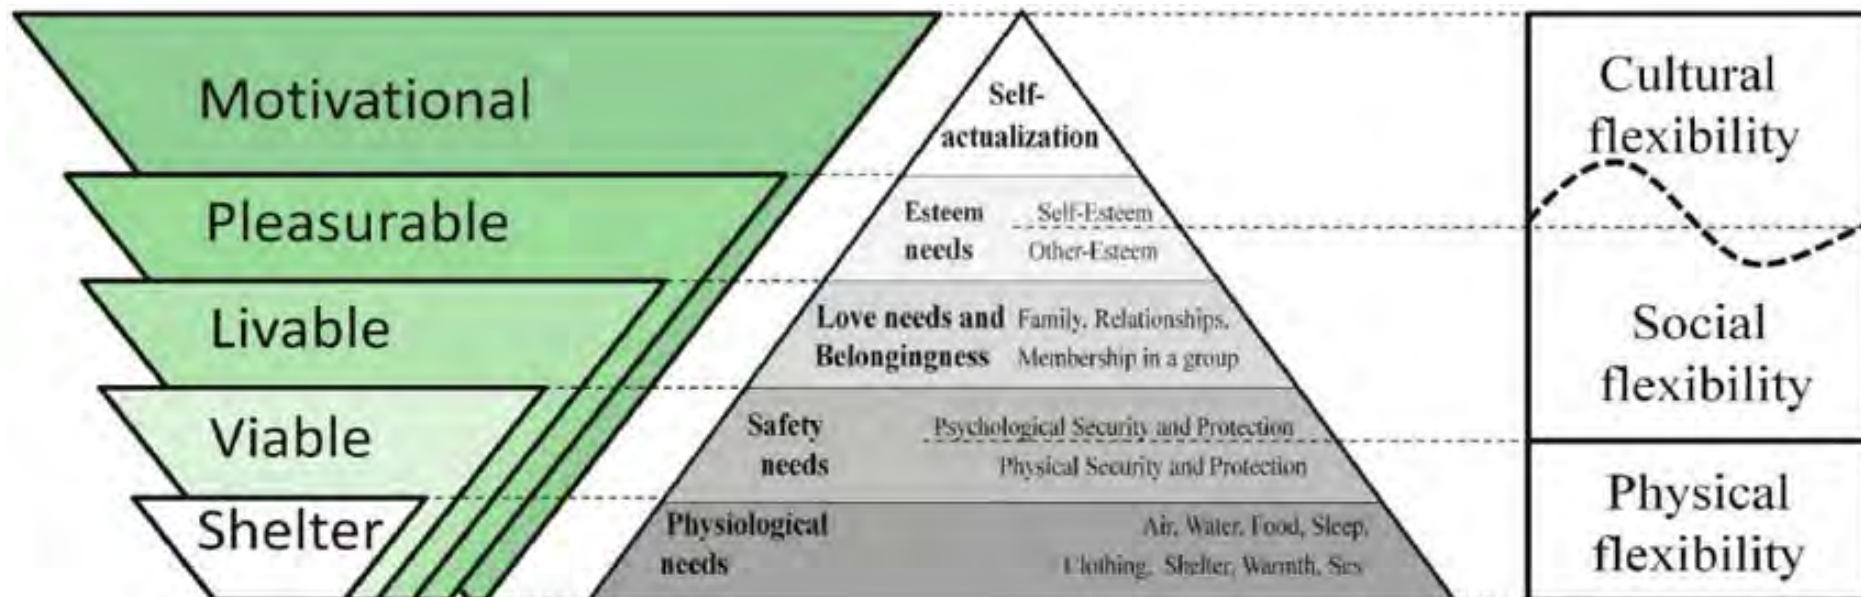 Motivational
Pleasurable
Livable
Viable
Shelter
Self-
actualization
Esteem
needs
Self-Esteem
Other-Esteem
Love needs and
Belongingness
Family, Relationships,
Membership in a group
Safety
needs
Psychological Security and Protection
Physical Security and Protection
Physiological
needs
Air, Water, Food, Sleep,
Clothing, Shelter, Warmth, Sex
Cultural
flexibility
Social
flexibility
Physical
flexibility